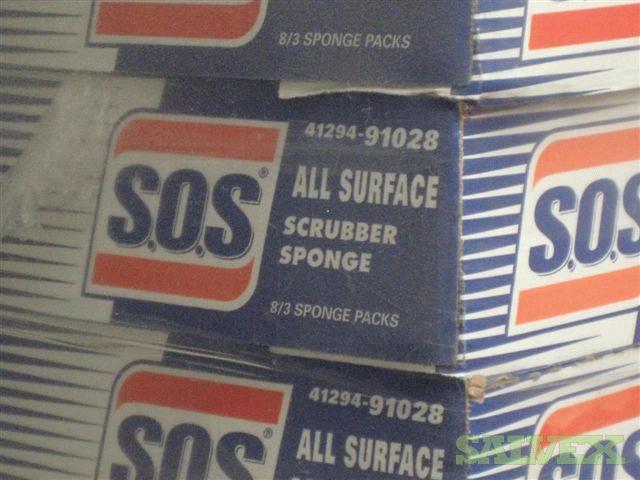 8/3 SPONGE PACKS
41294-91028
S.O.S®
ALL SURFACE
SCRUBBER
SPONGE
8/3 SPONGE PACKS
S.O.S
41294-91028
S.O.S®
ALL SURFACE
SALVEX